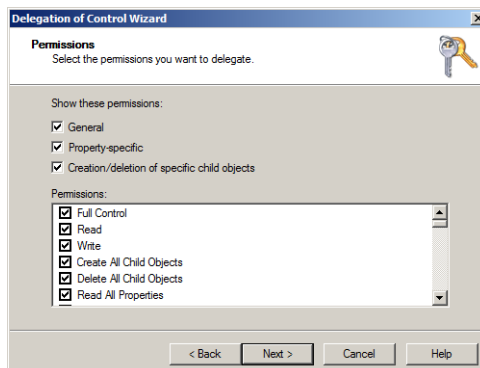 Delegation of Control Wizard
Permissions
Select the permissions you want to delegate.
Show these permissions:
General
Property-specific
Creation/deletion of specific child objects
Permissions:
Full Control
Read
Write
Create All Child Objects
Delete All Child Objects
Read All Properties
< Back Next > Cancel Help